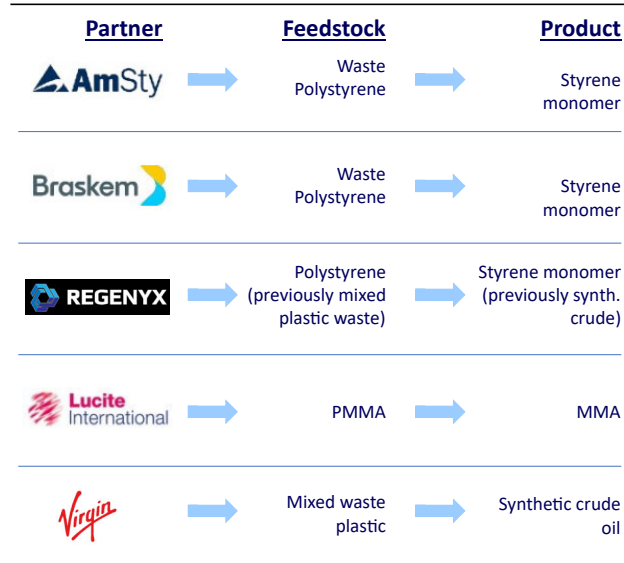 Partner Feedstock Product
AmSty
Waste
Polystyrene
Styrene
monomer
Braskem
Waste
Polystyrene
Styrene
monomer
REGENYX
Polystyrene
(previously mixed
plastic waste)
Styrene monomer
(previously synth.
crude)
Lucite
International
PMMA
MMA
Virgin
Mixed waste
plastic
Synthetic crude
oil